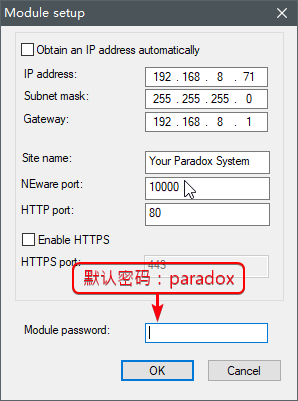 Module setup
Obtain an IP address automatically
IP address: 192 . 168 . 8 . 71
Subnet mask: 255 . 255 . 255 . 0
Gateway: 192 . 168 . 8 . 1
Site name: Your Paradox System
NEware port: 10000
HTTP port: 80
Enable HTTPS
HTTPS port: 443
默认密码：paradox
Module password:
OK Cancel